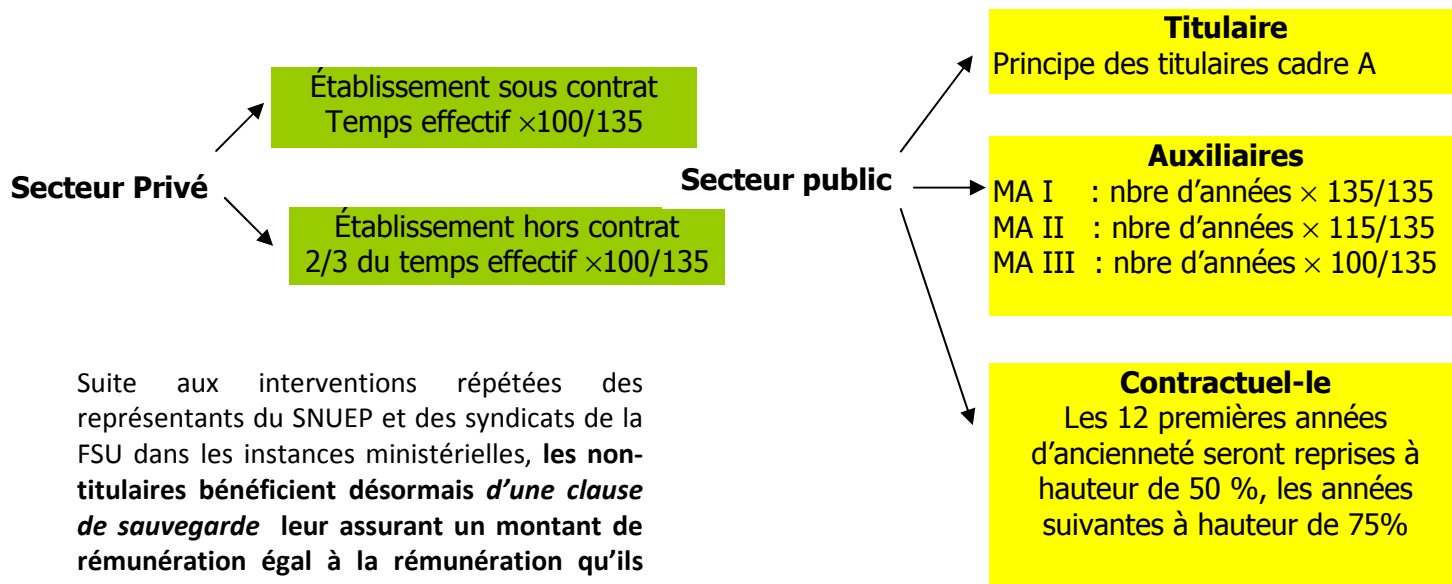 Secteur Privé
Établissement sous contrat
Temps effectif ×100/135
Établissement hors contrat
2/3 du temps effectif ×100/135
Suite aux interventions répétées des
représentants du SNUEP et des syndicats de la
FSU dans les instances ministérielles, les non-
titulaires bénéficient désormais d’une clause
de sauvegarde leur assurant un montant de
rémunération égal à la rémunération qu’ils
Secteur public
Titulaire
Principe des titulaires cadre A
Auxiliaires
MA I : nbre d’années × 135/135
MA II : nbre d’années × 115/135
MA III : nbre d’années × 100/135
Contractuel-le
Les 12 premières années
d’ancienneté seront reprises à
hauteur de 50 %, les années
suivantes à hauteur de 75%